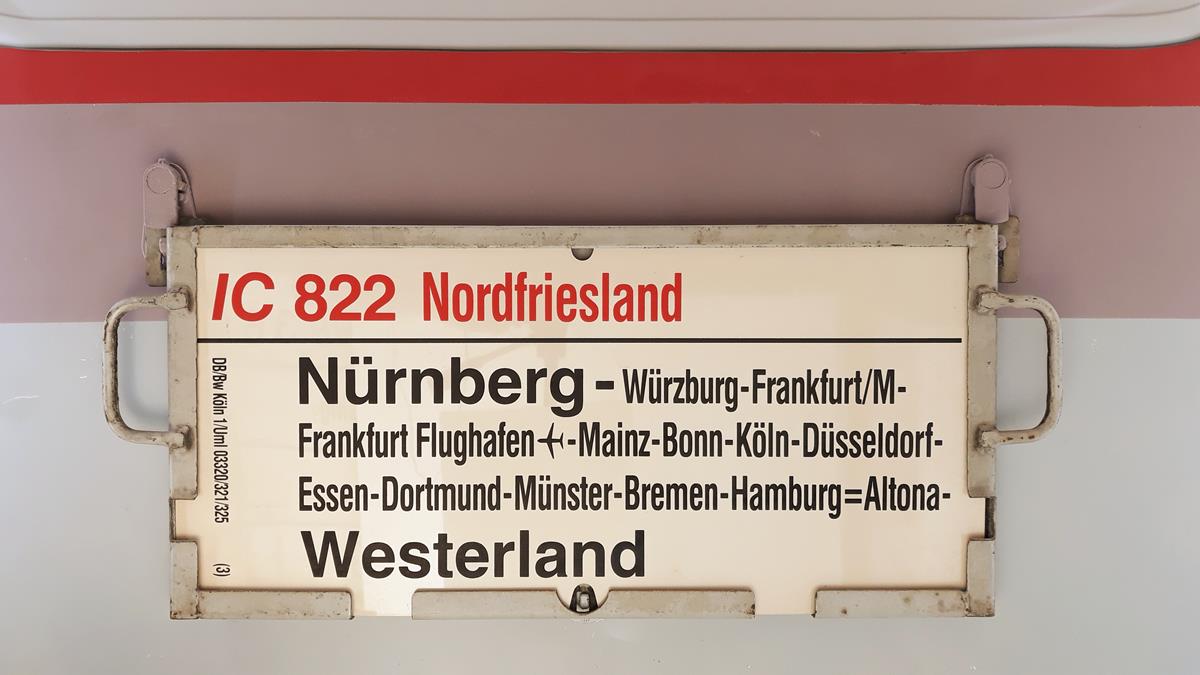 IC 822 Nordfriesland
Nürnberg - Würzburg-Frankfurt/M-
Frankfurt Flughafen ✈-Mainz-Bonn-Köln-Düsseldorf-
Essen-Dortmund-Münster-Bremen-Hamburg=Altona-
Westerland
DB/Bw Köln 1/Uml 03320/321/325
(3)